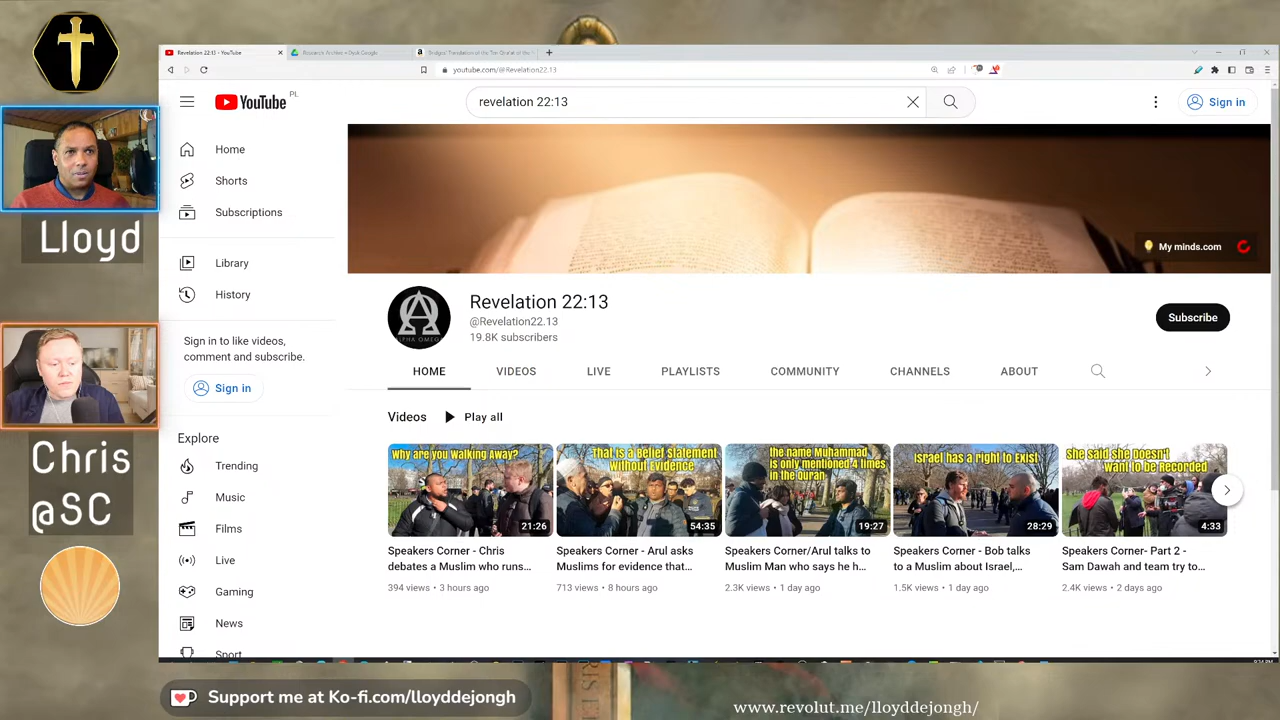 Revelation 22:13 - YouTube
youtube.com/@Revelation22.13
YouTube PL
revelation 22:13
Sign in
Home
Shorts
Subscriptions
Library
History
Sign in to like videos,
comment and subscribe.
Sign in
Explore
Trending
Music
Films
Live
Gaming
News
Sport
My minds.com
ALPHA OMEGA
Revelation 22:13
@Revelation22.13
19.8K subscribers
Subscribe
HOME VIDEOS LIVE PLAYLISTS COMMUNITY CHANNELS ABOUT
Videos Play all
Why are you Walking Away?
21:26
Speakers Corner - Chris
debates a Muslim who runs...
394 views • 3 hours ago
That is a Belief Statement
Without Evidence
54:35
Speakers Corner - Arul asks
Muslims for evidence that...
713 views • 8 hours ago
the name Muhammad
is only mentioned 4 times
in the Quran
19:27
Speakers Corner/Arul talks to
Muslim Man who says he h...
2.3K views • 1 day ago
Israel has a right to Exist
28:29
Speakers Corner - Bob talks
to a Muslim about Israel,...
1.5K views • 1 day ago
she said she Doesn't
Want to be Recorded
4:33
Speakers Corner- Part 2 -
Sam Dawah and team try to...
2.4K views • 2 days ago
Lloyd
Chris
@SC
Support me at Ko-fi.com/lloyddejongh
www.revolut.me/lloyddejongh/